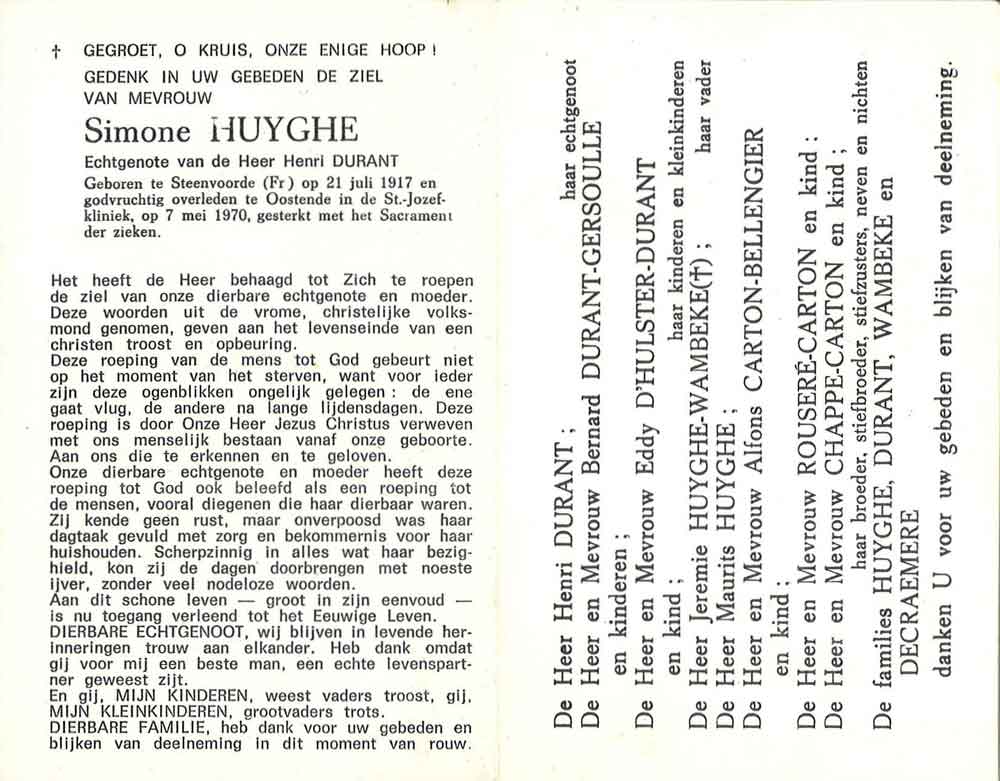 † GEGROET, O KRUIS, ONZE ENIGE HOOP !
GEDENK IN UW GEBEDEN DE ZIEL
VAN MEVROUW
Simone HUYGHE
Echtgenote van de Heer Henri DURANT
Geboren te Steenvoorde (Fr) op 21 juli 1917 en
godvruchtig overleden te Oostende in de St.-Jozef-
kliniek, op 7 mei 1970, gesterkt met het Sacrament
der zieken.
Het heeft de Heer behaagd tot Zich te roepen
de ziel van onze dierbare echtgenote en moeder.
Deze woorden uit de vrome, christelijke volks-
mond genomen, geven aan het levenseinde van een
christen troost en opbeuring.
Deze roeping van de mens tot God gebeurt niet
op het moment van het sterven, want voor ieder
zijn deze ogenblikken ongelijk gelegen : de ene
gaat vlug, de andere na lange lijdensdagen. Deze
roeping is door Onze Heer Jezus Christus verweven
met ons menselijk bestaan vanaf onze geboorte.
Aan ons die te erkennen en te geloven.
Onze dierbare echtgenote en moeder heeft deze
roeping tot God ook beleefd als een roeping tot
de mensen, vooral diegenen die haar dierbaar waren.
Zij kende geen rust, maar onverpoosd was haar
dagtaak gevuld met zorg en bekommernis voor haar
huishouden. Scherpzinnig in alles wat haar bezig-
hield, kon zij de dagen doorbrengen met noeste
ijver, zonder veel nodeloze woorden.
Aan dit schone leven — groot in zijn eenvoud —
is nu toegang verleend tot het Eeuwige Leven.
DIERBARE ECHTGENOOT, wij blijven in levende her-
inneringen trouw aan elkander. Heb dank omdat
gij voor mij een beste man, een echte levenspart-
ner geweest zijt.
En gij, MIJN KINDEREN, weest vaders troost, gij,
MIJN KLEINKINDEREN, grootvaders trots.
DIERBARE FAMILIE, heb dank voor uw gebeden en
blijken van deelneming in dit moment van rouw.
De Heer Henri DURANT ;
haar echtgenoot
De Heer en Mevrouw Bernard DURANT-GERSOULLE
en kinderen ;
De Heer en Mevrouw Eddy D'HULSTER-DURANT
en kind ;
haar kinderen en kleinkinderen
De Heer Jeremie HUYGHE-WAMBEKE(†) ;
haar vader
De Heer Maurits HUYGHE ;
De Heer en Mevrouw Alfons CARTON-BELLENGIER
en kind ;
De Heer en Mevrouw ROUSERÉ-CARTON en kind ;
De Heer en Mevrouw CHAPPE-CARTON en kind ;
haar broeder, stiefbroeder, stiefzusters, neven en nichten
De families HUYGHE, DURANT, WAMBEKE en
DECRAEMERE
danken U voor uw gebeden en blijken van deelneming.